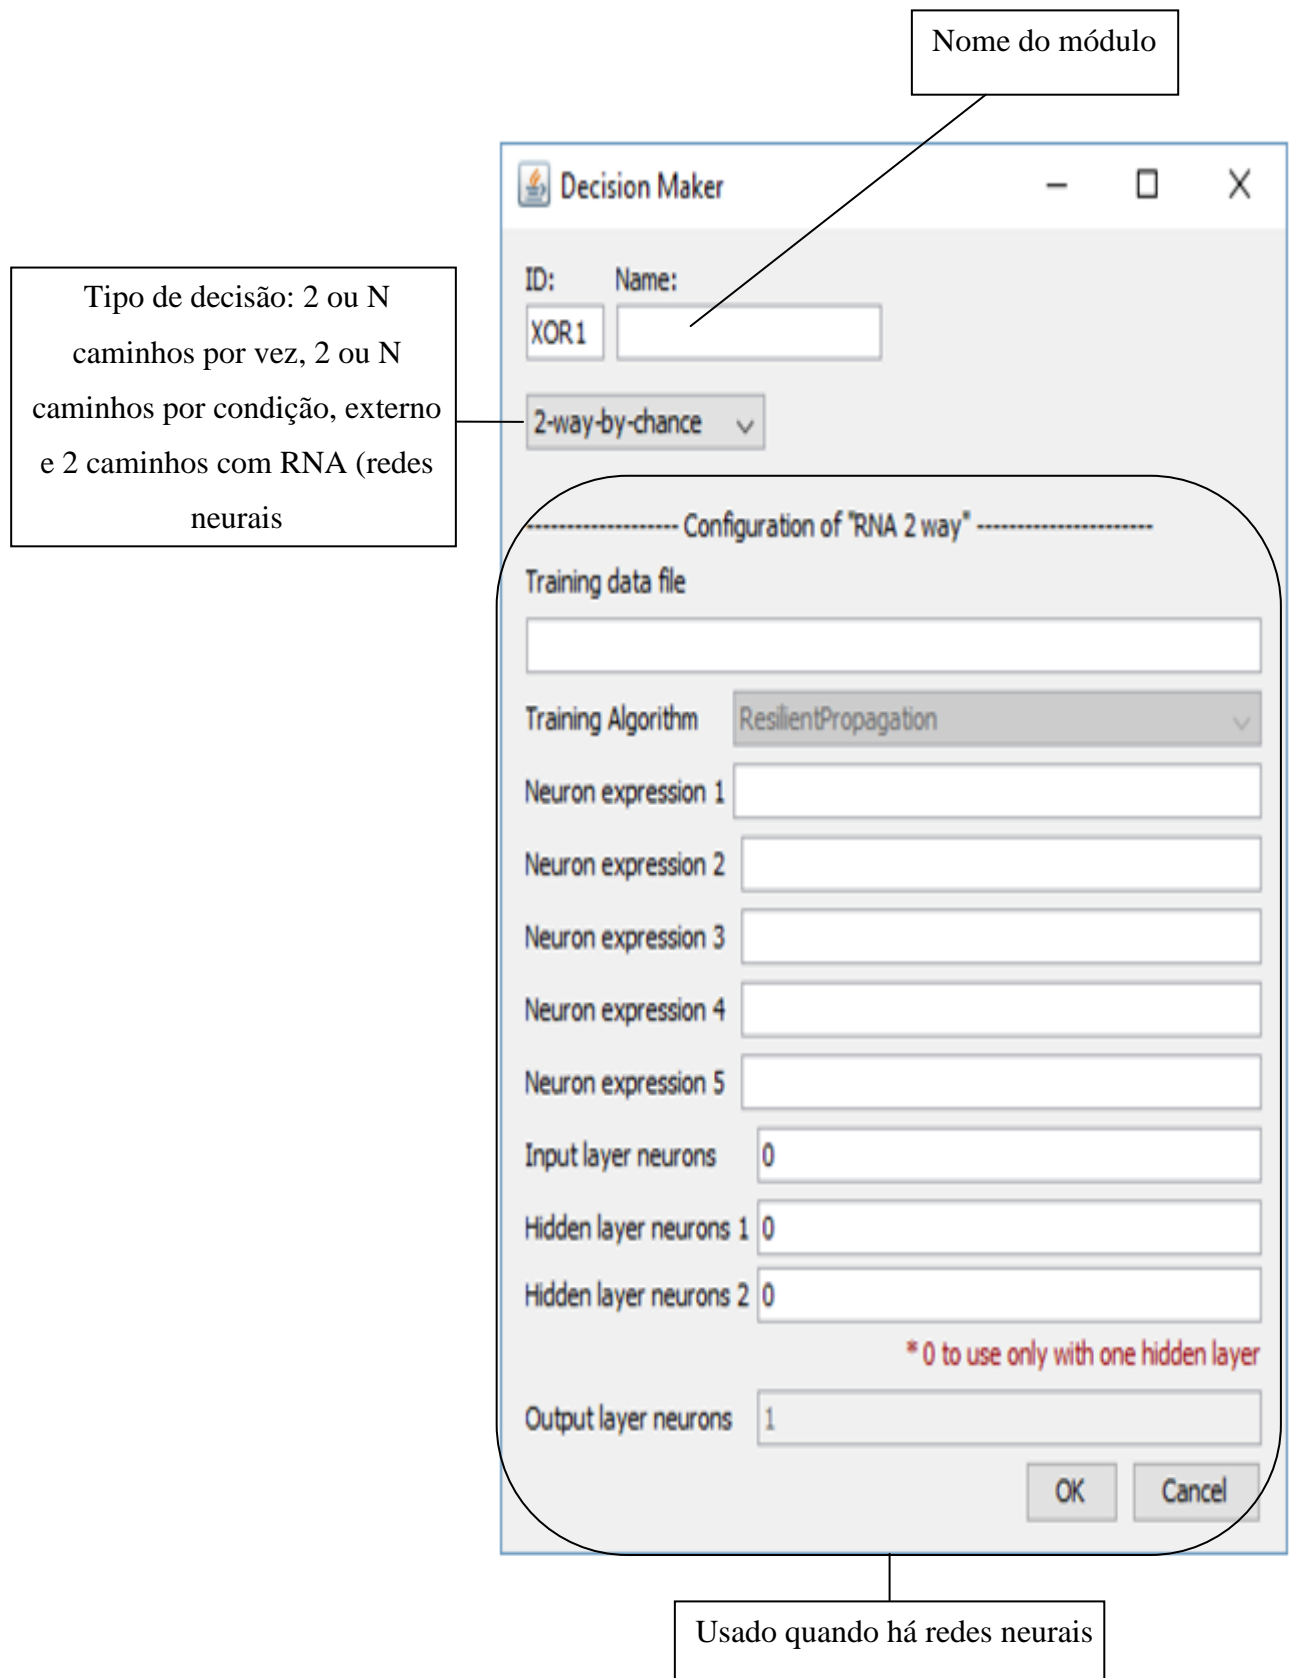 Nome do módulo
Decision Maker
ID: Name:
XOR1
Tipo de decisão: 2 ou N
caminhos por vez, 2 ou N
caminhos por condição, externo
e 2 caminhos com RNA (redes
neurais
2-way-by-chance
------------------- Configuration of "RNA 2 way" ----------------------
Training data file
Training Algorithm ResilientPropagation
Neuron expression 1
Neuron expression 2
Neuron expression 3
Neuron expression 4
Neuron expression 5
Input layer neurons 0
Hidden layer neurons 1 0
Hidden layer neurons 2 0
* 0 to use only with one hidden layer
Output layer neurons 1
OK Cancel
Usado quando há redes neurais